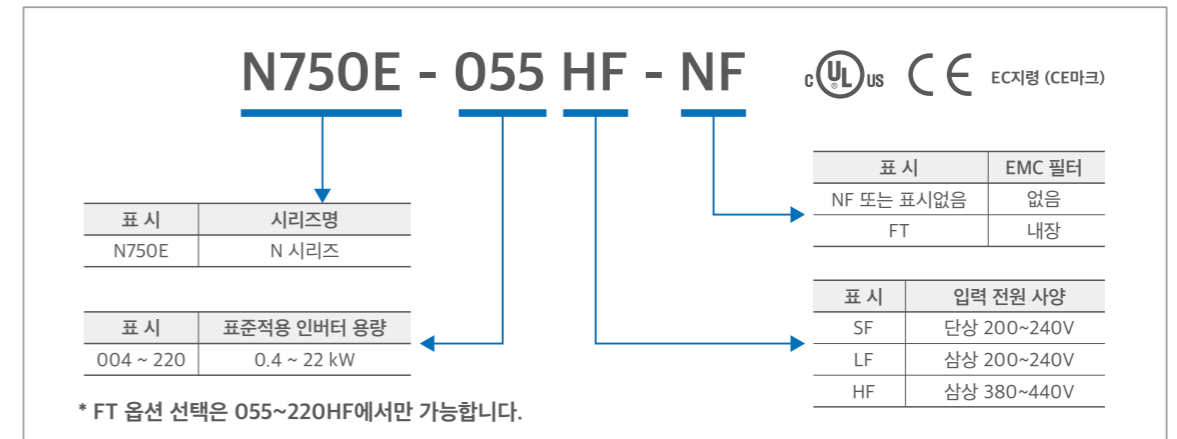 N750E - 055 HF - NF
c UL ® US CE EC지령 (CE마크)
표 시 EMC 필터
NF 또는 표시없음 없음
FT 내장
표 시 시리즈명
N750E N 시리즈
표 시 입력 전원 사양
SF 단상 200~240V
LF 삼상 200~240V
HF 삼상 380~440V
표 시 표준적용 인버터 용량
004 ~ 220 0.4 ~ 22 kW
* FT 옵션 선택은 055~220HF에서만 가능합니다.